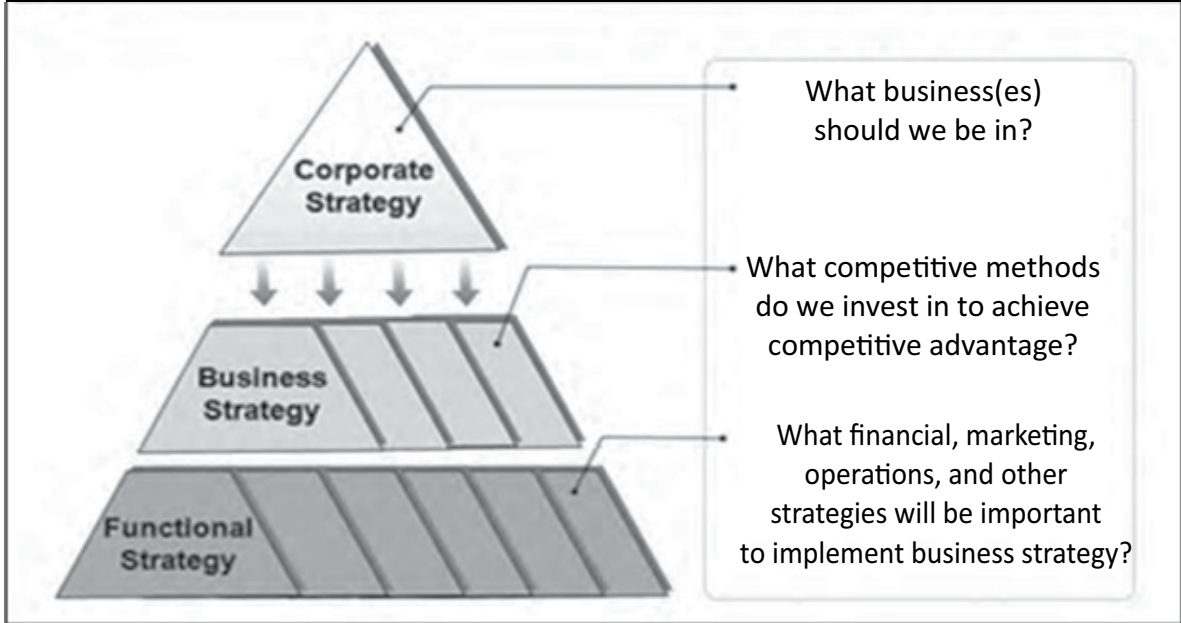 Corporate
Strategy
What business(es)
should we be in?
Business
Strategy
What competitive methods
do we invest in to achieve
competitive advantage?
Functional
Strategy
What financial, marketing,
operations, and other
strategies will be important
to implement business strategy?